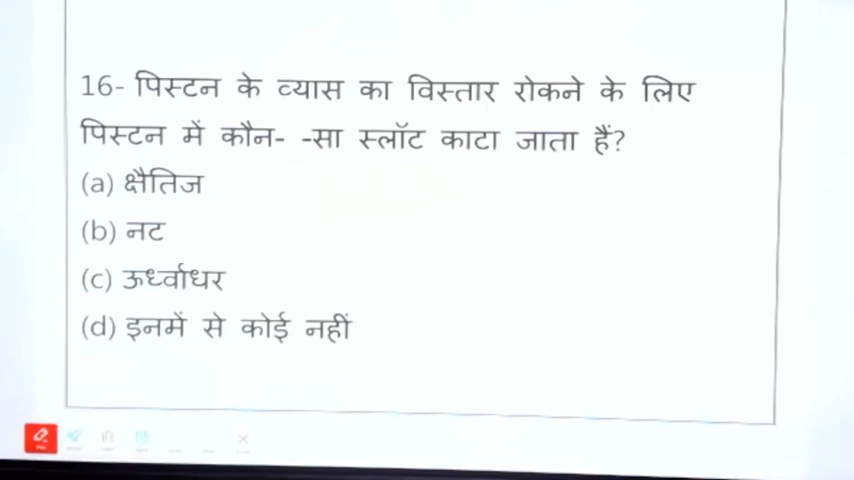 16- पिस्टन के व्यास का विस्तार रोकने के लिए
पिस्टन में कौन- -सा स्लॉट काटा जाता हैं?
(a) क्षैतिज
(b) नट
(c) ऊर्ध्वाधर
(d) इनमें से कोई नहीं